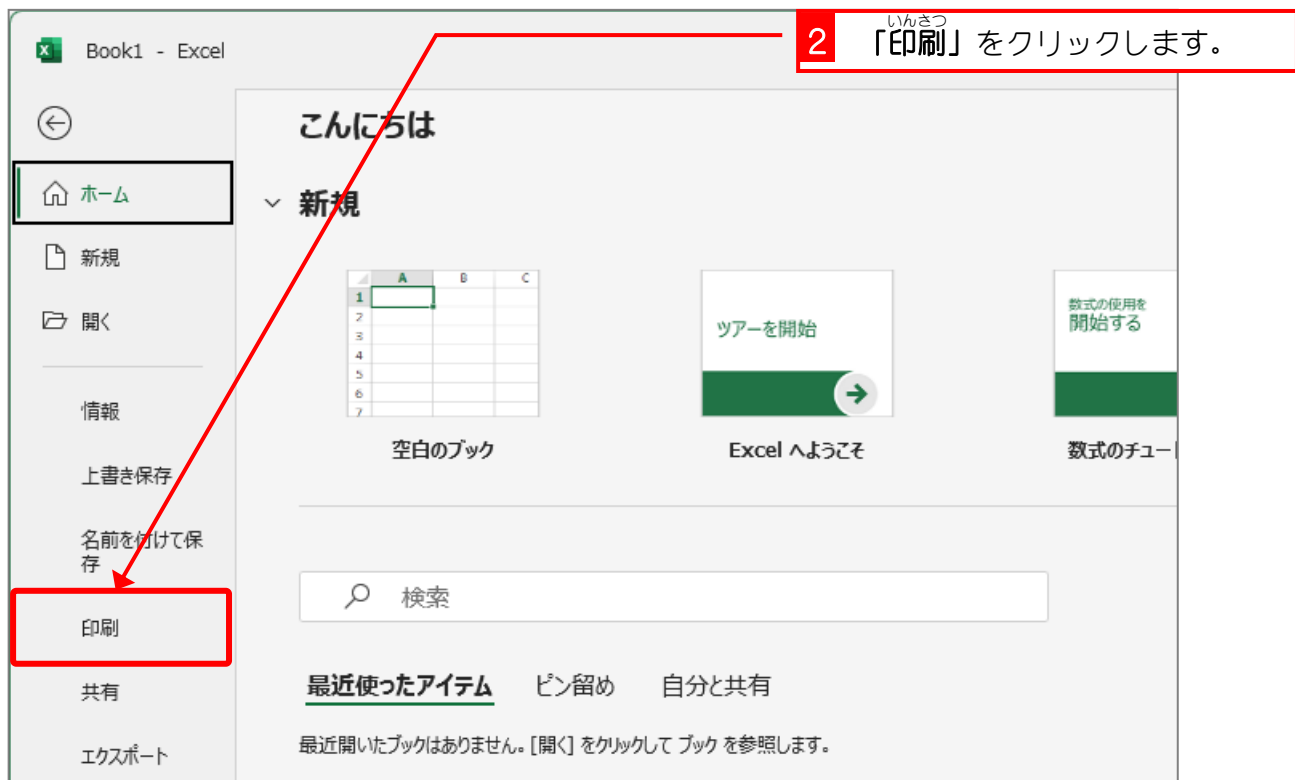 Book1 - Excel
いんさつ
2 「印刷」をクリックします。
こんにちは
ホーム
新規
新規
開く
A B C
1
2
3
4
5
6
7
ツアーを開始
数式の使用を
開始する
空白のブック
Excel へようこそ
数式のチュート
情報
上書き保存
名前を付けて保
存
印刷
共有
エクスポート
検索
最近使ったアイテム ピン留め 自分と共有
最近開いたブックはありません。[開く] をクリックして ブック を参照します。